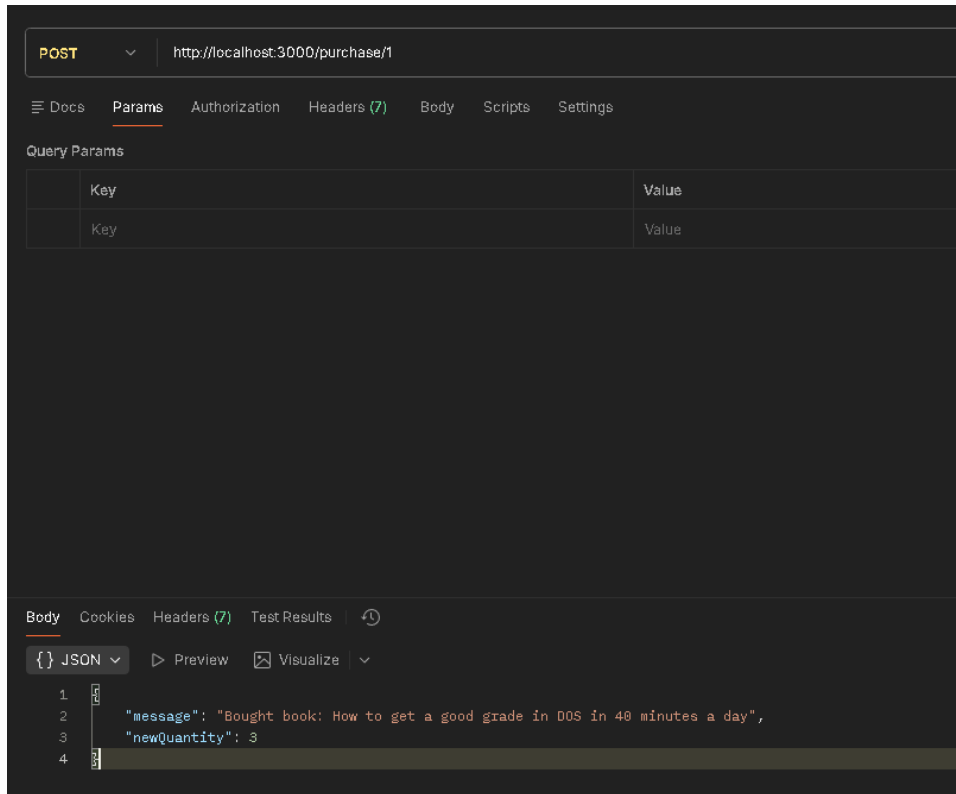 POST http://localhost:3000/purchase/1
Docs Params Authorization Headers (7) Body Scripts Settings
Query Params
Key Value
Key Value
Body Cookies Headers (7) Test Results
{} JSON Preview Visualize
1 {
2 "message": "Bought book: How to get a good grade in DOS in 40 minutes a day",
3 "newQuantity": 3
4 }